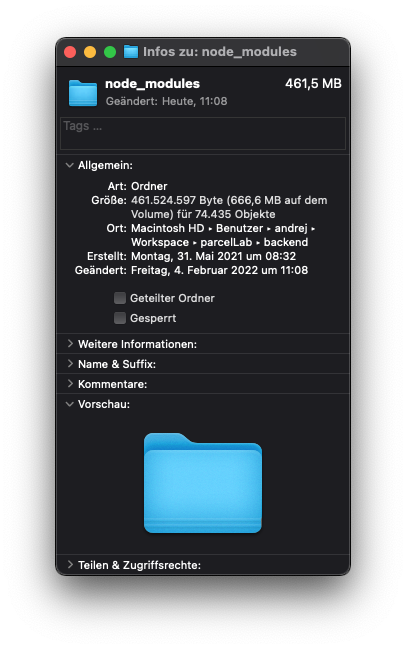 Infos zu: node_modules
node_modules 461,5 MB
Geändert: Heute, 11:08
Tags ...
Allgemein:
Art: Ordner
Größe: 461.524.597 Byte (666,6 MB auf dem
Volume) für 74.435 Objekte
Ort: Macintosh HD ▸ Benutzer ▸ andrej ▸
Workspace ▸ parcelLab ▸ backend
Erstellt: Montag, 31. Mai 2021 um 08:32
Geändert: Freitag, 4. Februar 2022 um 11:08
Geteilter Ordner
Gesperrt
Weitere Informationen:
Name & Suffix:
Kommentare:
Vorschau:
Teilen & Zugriffsrechte: